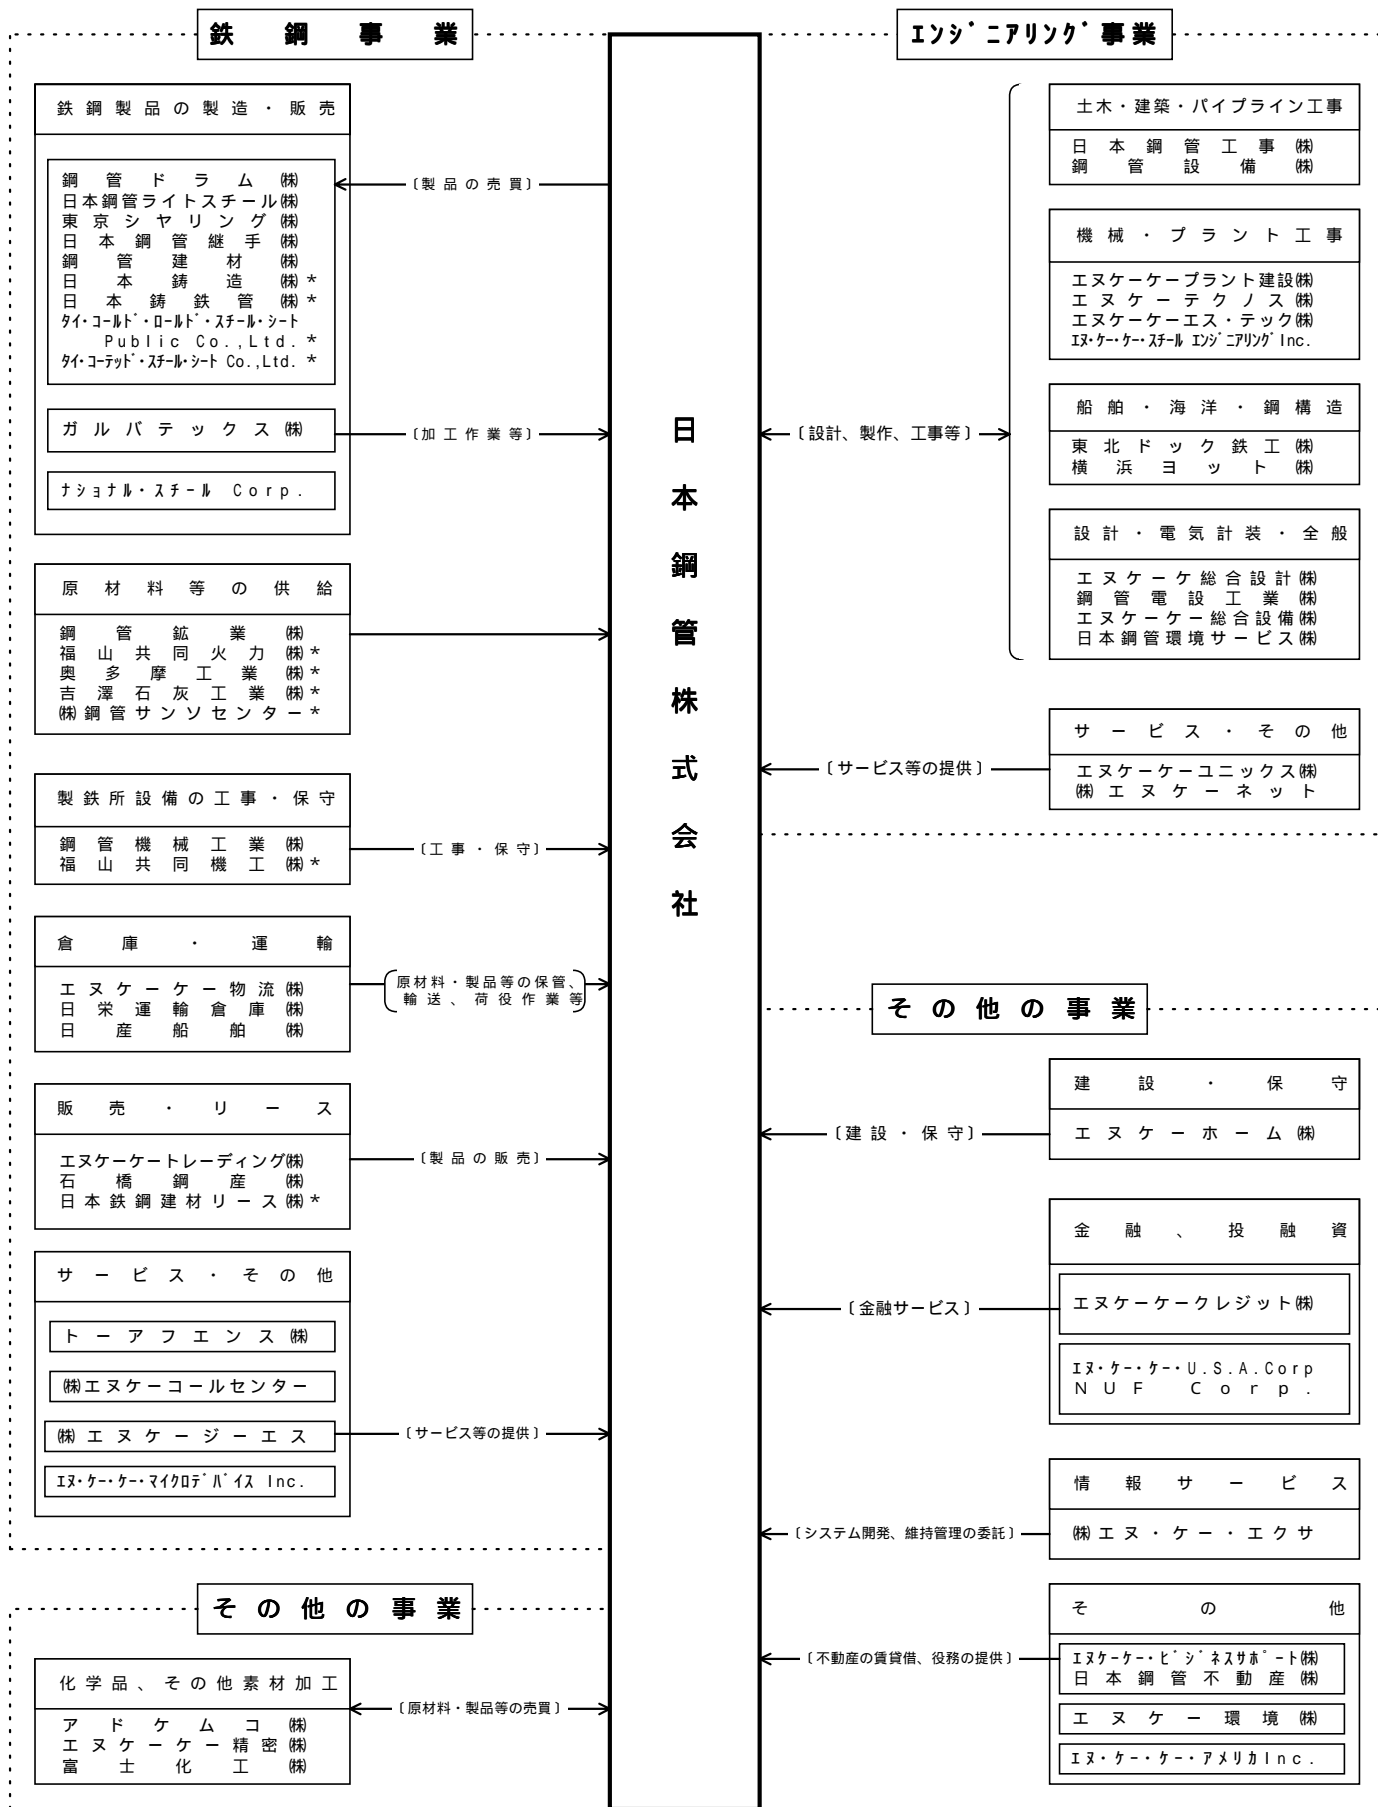 鉄鋼事業
鉄鋼製品の製造・販売
鋼管ドラム㈱
日本鋼管ライトスチール㈱
東京シヤリング㈱
日本鋼管継手㈱
鋼管建材㈱
日本鋳造㈱*
日本鋳鉄管㈱*
ﾀｲ・ｺｰﾙﾄﾞ・ﾛｰﾙﾄﾞ・ｽﾁｰﾙ・ｼｰﾄ
Public Co.,Ltd. *
ﾀｲ・ｺｰﾃｯﾄﾞ・ｽﾁｰﾙ・ｼｰﾄ Co.,Ltd. *
〔製品の売買〕
ガルバテックス㈱
〔加工作業等〕
ﾅｼｮﾅﾙ・ｽﾁｰﾙ Corp.
原材料等の供給
鋼管鉱業㈱
福山共同火力㈱*
奥多摩工業㈱*
吉澤石灰工業㈱*
㈱鋼管サンソセンター*
製鉄所設備の工事・保守
鋼管機械工業㈱
福山共同機工㈱*
〔工事・保守〕
倉庫・運輸
エヌケーケー物流㈱
日栄運輸倉庫㈱
日産船舶㈱
原材料・製品等の保管、
輸送、荷役作業等
販売・リース
エヌケーケートレーディング㈱
石橋鋼産㈱
日本鉄鋼建材リース㈱*
〔製品の販売〕
サービス・その他
トーアフエンス㈱
㈱エヌケーコールセンター
㈱エヌケージーエス
〔サービス等の提供〕
ｴﾇ・ｹｰ・ｹｰ・ﾏｲｸﾛﾃﾞﾊﾞｲｽ Inc.
その他の事業
化学品、その他素材加工
アドケムコ㈱
エヌケーケー精密㈱
富士化工㈱
〔原材料・製品等の売買〕
日本鋼管株式会社
ｴﾝｼﾞﾆｱﾘﾝｸﾞ事業
土木・建築・パイプライン工事
日本鋼管工事㈱
鋼管設備㈱
機械・プラント工事
エヌケーケープラント建設㈱
エヌケーテクノス㈱
エヌケーケーエス・テック㈱
ｴﾇ・ｹｰ・ｹｰ・ｽﾁｰﾙ ｴﾝｼﾞﾆｱﾘﾝｸﾞ Inc.
船舶・海洋・鋼構造
東北ドック鉄工㈱
横浜ヨット㈱
〔設計、製作、工事等〕
設計・電気計装・全般
エヌケーケ総合設計㈱
鋼管電設工業㈱
エヌケーケー総合設備㈱
日本鋼管環境サービス㈱
サービス・その他
エヌケーケーユニックス㈱
㈱エヌケーネット
〔サービス等の提供〕
その他の事業
建設・保守
エヌケーホーム㈱
〔建設・保守〕
金融、投融資
エヌケーケークレジット㈱
〔金融サービス〕
ｴﾇ・ｹｰ・ｹｰ・U.S.A.Corp
NUF Corp.
情報サービス
㈱エヌ・ケー・エクサ
〔システム開発、維持管理の委託〕
その他
ｴﾇｹｰｹｰ・ﾋﾞｼﾞﾈｽｻﾎﾟｰﾄ㈱
日本鋼管不動産㈱
〔不動産の賃貸借、役務の提供〕
エヌケー環境㈱
ｴﾇ・ｹｰ・ｹｰ・ｱﾒﾘｶInc.